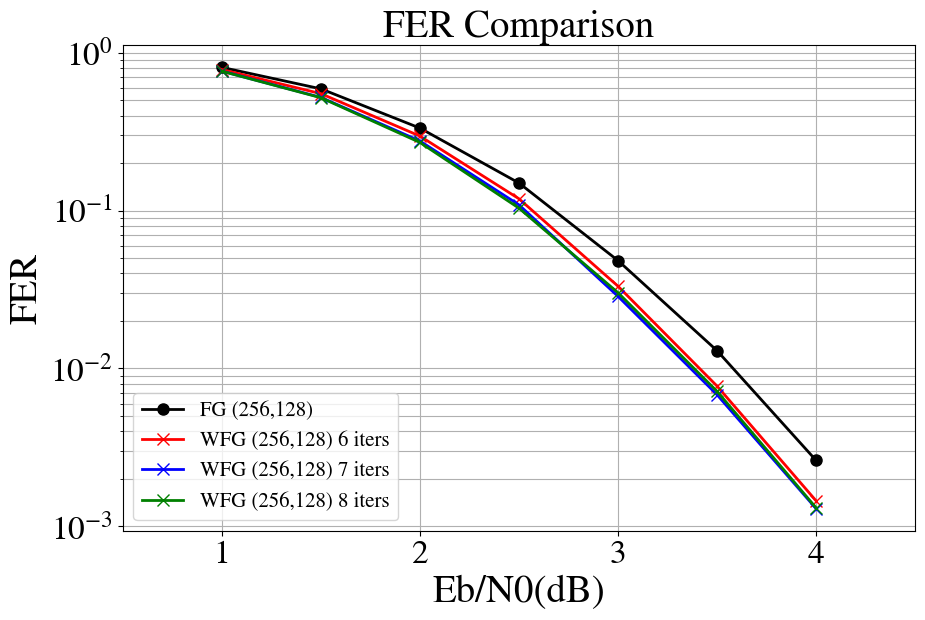 FER Comparison
10^0
10^−1
10^−2
10^−3
FER
FG (256,128)
WFG (256,128) 6 iters
WFG (256,128) 7 iters
WFG (256,128) 8 iters
1 2 3 4
Eb/N0(dB)